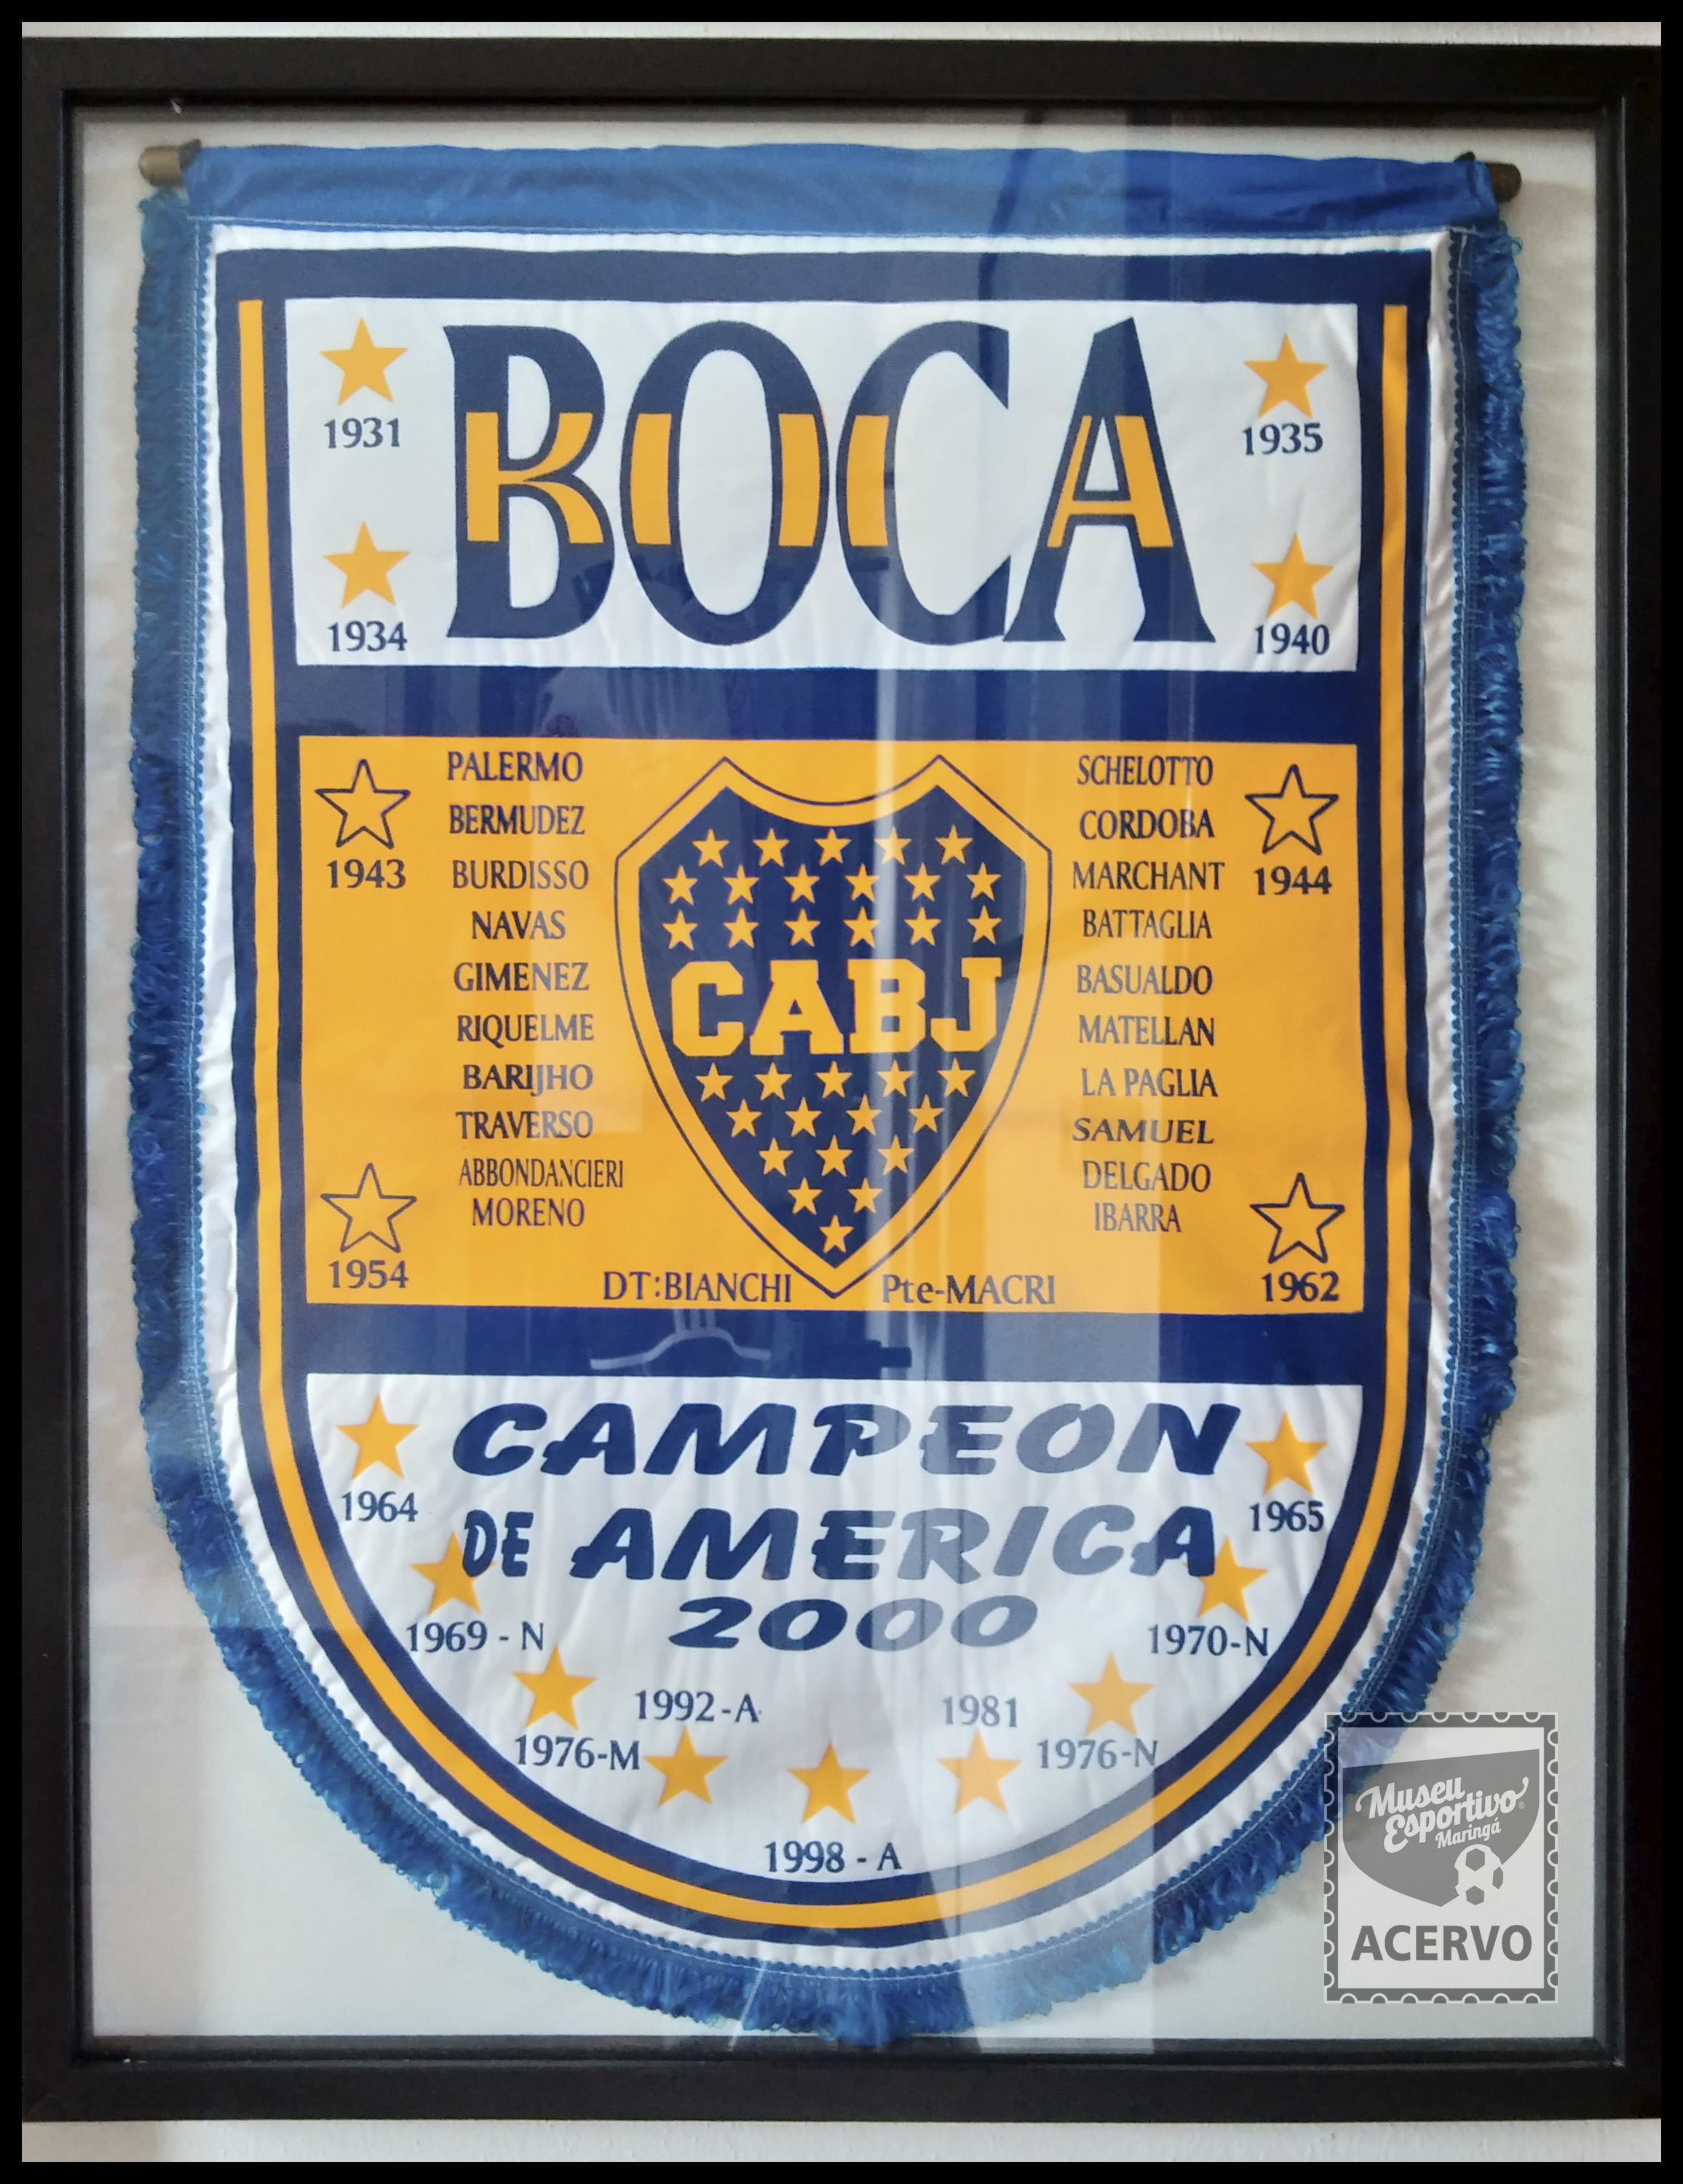 BOCA
1931
1935
1934
1940
PALERMO
BERMUDEZ
BURDISSO
NAVAS
GIMENEZ
RIQUELME
BARIJHO
TRAVERSO
ABBONDANCIERI
MORENO
1943
1954
CABJ
SCHELOTTO
CORDOBA
MARCHANT
BATTAGLIA
BASUALDO
MATELLAN
LA PAGLIA
SAMUEL
DELGADO
IBARRA
1944
1962
DT:BIANCHI
Pte-MACRI
CAMPEON
DE AMERICA
2000
1964
1965
1969 - N
1970-N
1992-A
1981
1976-M
1976-N
1998 - A
Museu
Esportivo®
Maringá
ACERVO